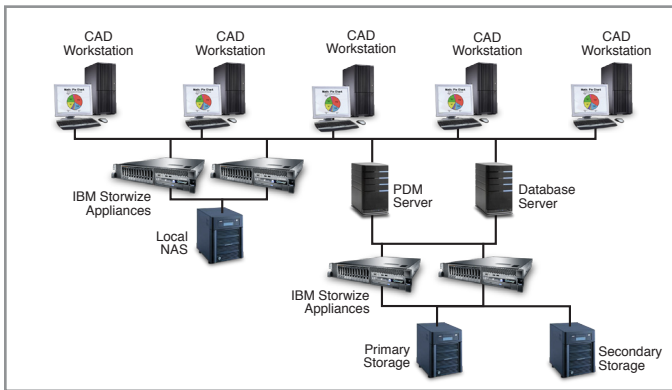 CAD
Workstation
CAD
Workstation
CAD
Workstation
CAD
Workstation
CAD
Workstation
IBM Storwize
Appliances
Local
NAS
PDM
Server
Database
Server
IBM Storwize
Appliances
Primary
Storage
Secondary
Storage